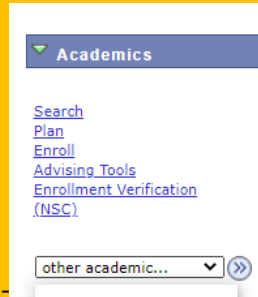 Academics
Search
Plan
Enroll
Advising Tools
Enrollment Verification
(NSC)
other academic...